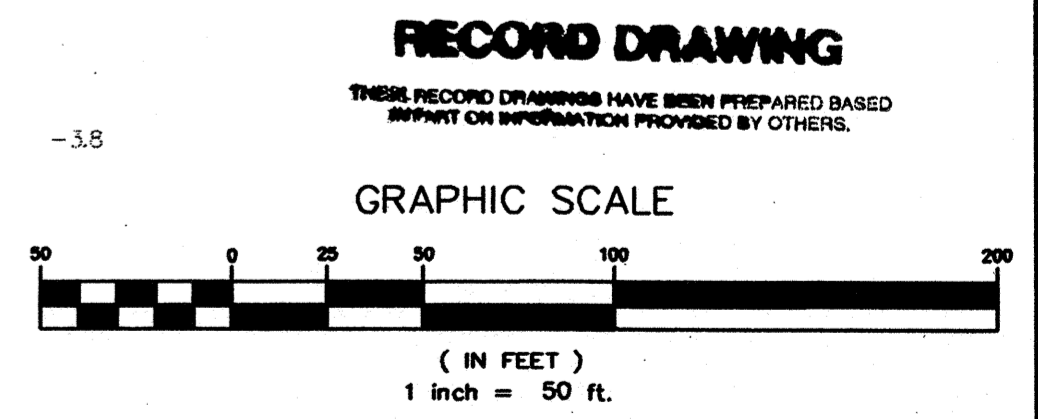 RECORD DRAWING
THESE RECORD DRAWINGS HAVE BEEN PREPARED BASED
IN PART ON INFORMATION PROVIDED BY OTHERS.
-3.8
GRAPHIC SCALE
50 0 25 50 100 200
( IN FEET )
1 inch = 50 ft.